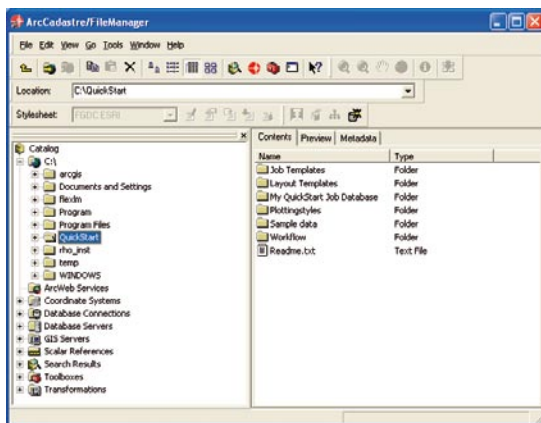 ArcCadastre/FileManager
File Edit View Go Tools Window Help
Location: C:\QuickStart
Stylesheet: FGDC ESRI
Catalog
C:\
arcgis
Documents and Settings
flexlm
Program
Program Files
QuickStart
rho_inst
temp
WINDOWS
ArcWeb Services
Coordinate Systems
Database Connections
Database Servers
GIS Servers
Scalar References
Search Results
Toolboxes
Transformations
Contents Preview Metadata
Name Type
Job Templates Folder
Layout Templates Folder
My QuickStart Job Database Folder
Plottingstyles Folder
Sample data Folder
Workflow Folder
Readme.txt Text File